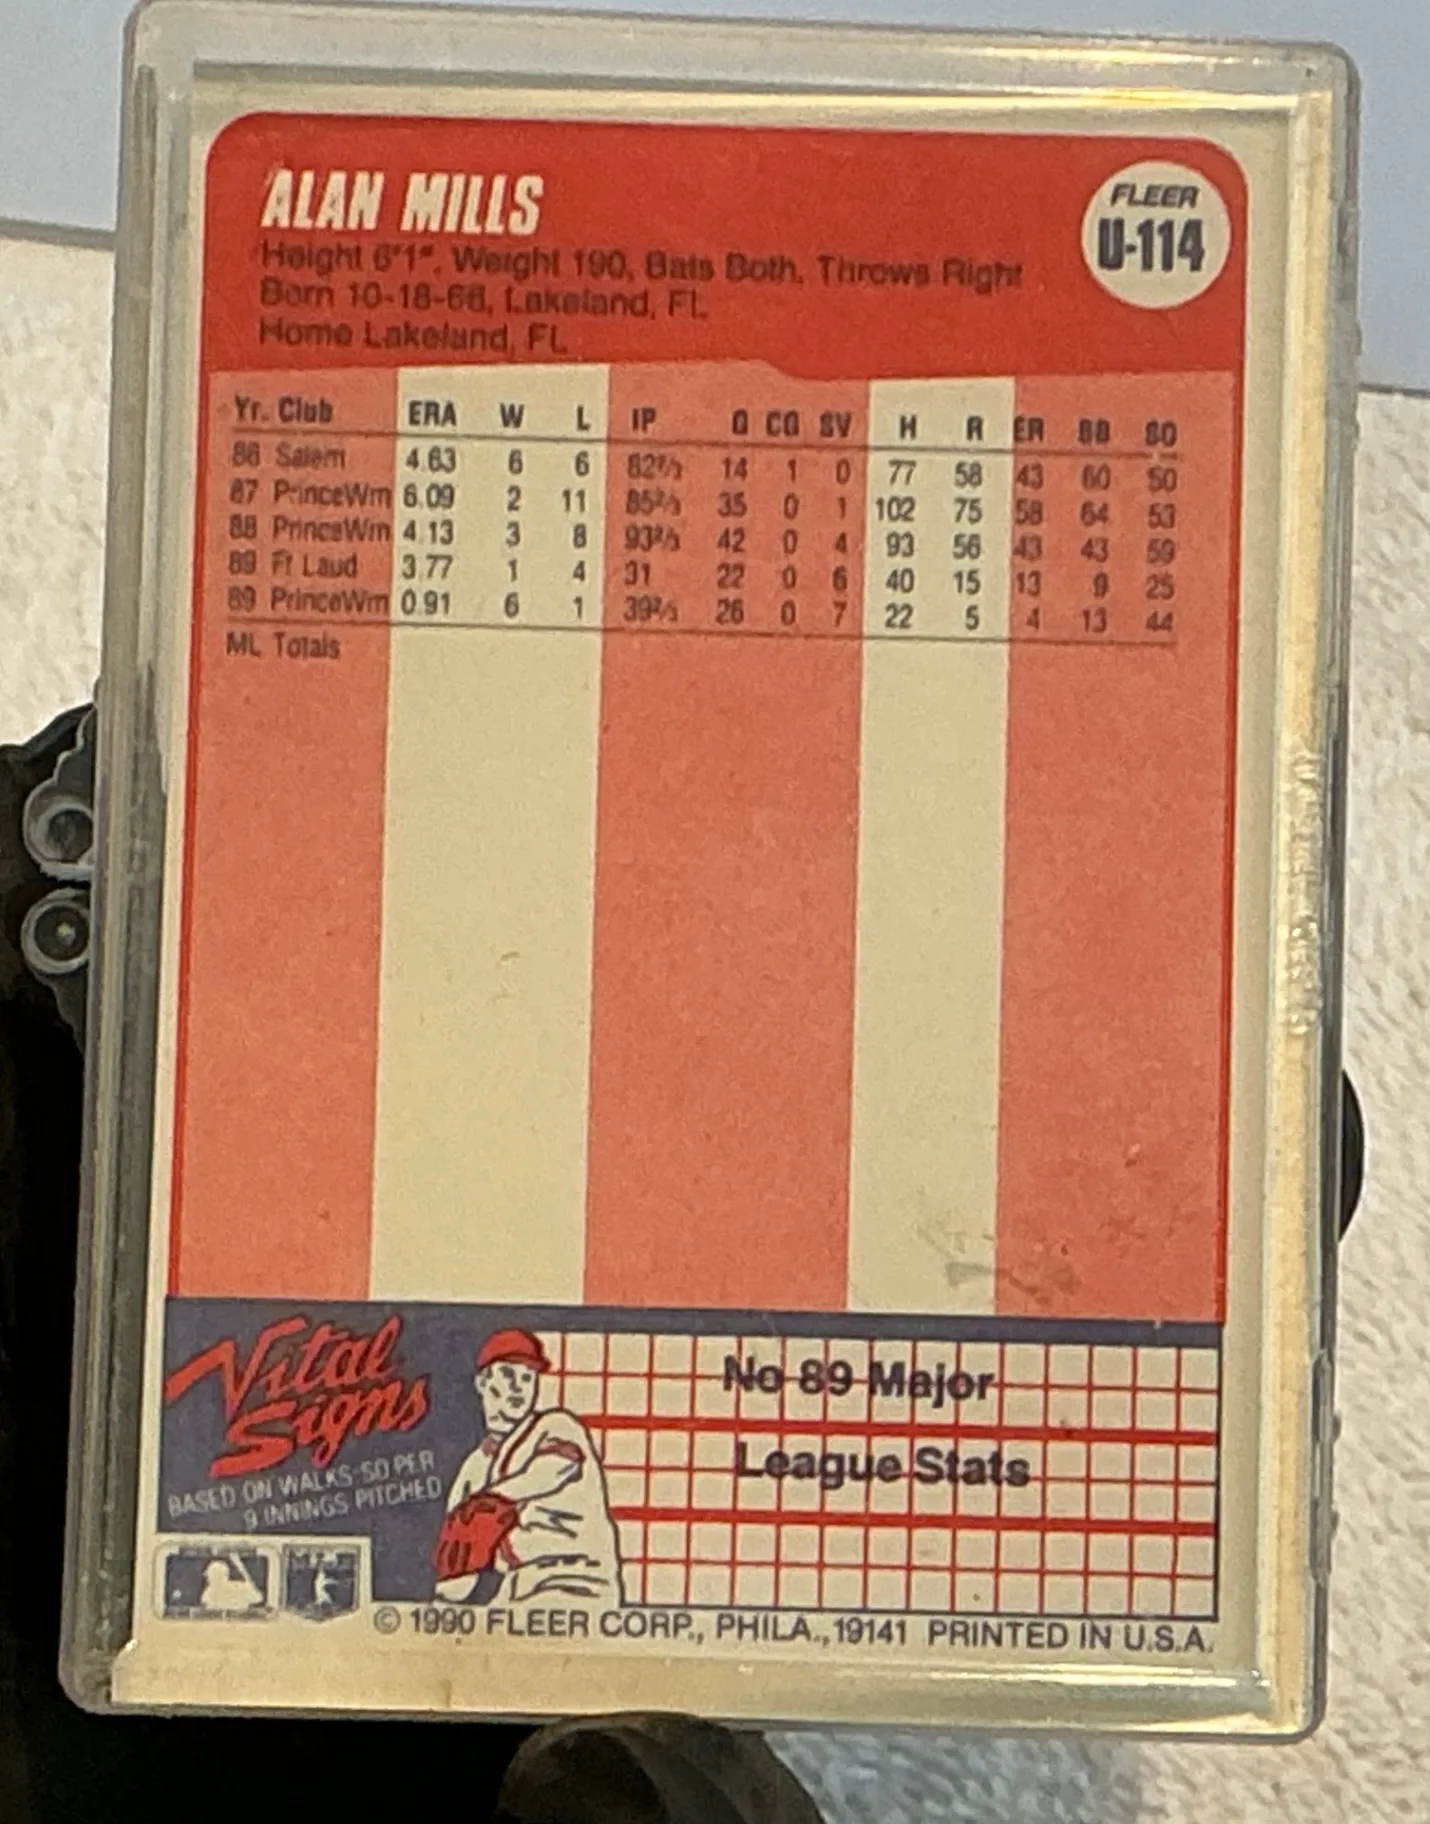 ALAN MILLS
FLEER
U-114
Height 6'1", Weight 190, Bats Both, Throws Right
Born 10-18-66, Lakeland, FL
Home Lakeland, FL
Yr. Club ERA W L IP G CG SV H R ER BB SO
86 Salem 4.63 6 6 14 1 0 77 58 43 60 50
87 PrinceWm 6.09 2 11 85⅔ 35 0 1 102 75 58 64 53
88 PrinceWm 4.13 3 8 93⅔ 42 0 4 93 56 43 43 59
89 Ft Laud 3.77 1 4 31 22 0 6 40 15 13 9 25
89 PrinceWm 0.91 6 1 39⅔ 26 0 7 22 5 4 13 44
ML Totals
Vital
Signs
BASED ON WALKS-SO PER
9 INNINGS PITCHED
No 89 Major
League Stats
© 1990 FLEER CORP., PHILA., 19141 PRINTED IN U.S.A.